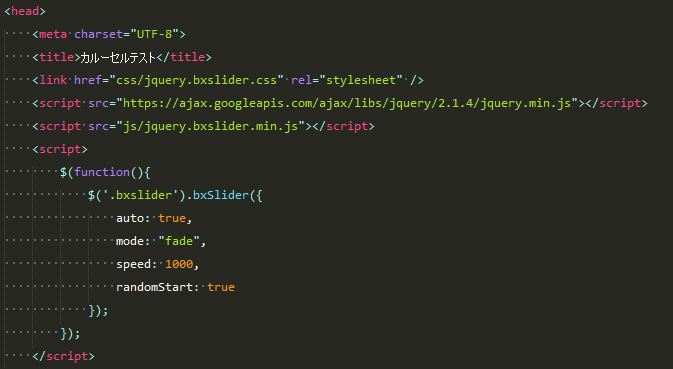 <head>
    <meta charset="UTF-8">
    <title>カルーセルテスト</title>
    <link href="css/jquery.bxslider.css" rel="stylesheet" />
    <script src="https://ajax.googleapis.com/ajax/libs/jquery/2.1.4/jquery.min.js"></script>
    <script src="js/jquery.bxslider.min.js"></script>
    <script>
        $(function(){
            $('.bxslider').bxSlider({
                auto: true,
                mode: "fade",
                speed: 1000,
                randomStart: true
            });
        });
    </script>